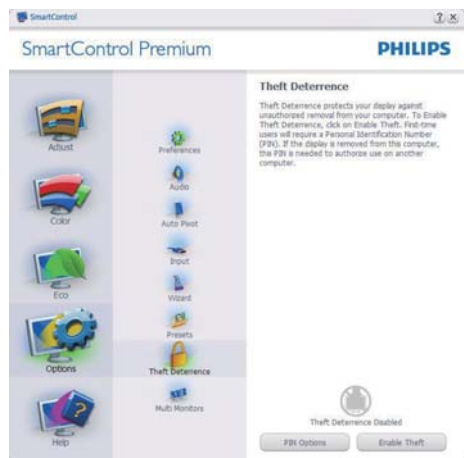 SmartControl
SmartControl Premium
PHILIPS
Adjust
Color
Eco
Options
Help
Preferences
Audio
Auto Pivot
Input
Wizard
Presets
Theft Deterrence
Multi Monitors
Theft Deterrence
Theft Deterrence protects your display against
unauthorized removal from your computer. To Enable
Theft Deterrence, click on Enable Theft. First-time
users will require a Personal Identification Number
(PIN). If the display is removed from this computer,
this PIN is needed to authorize use on another
computer.
Theft Deterrence Disabled
PIN Options
Enable Theft